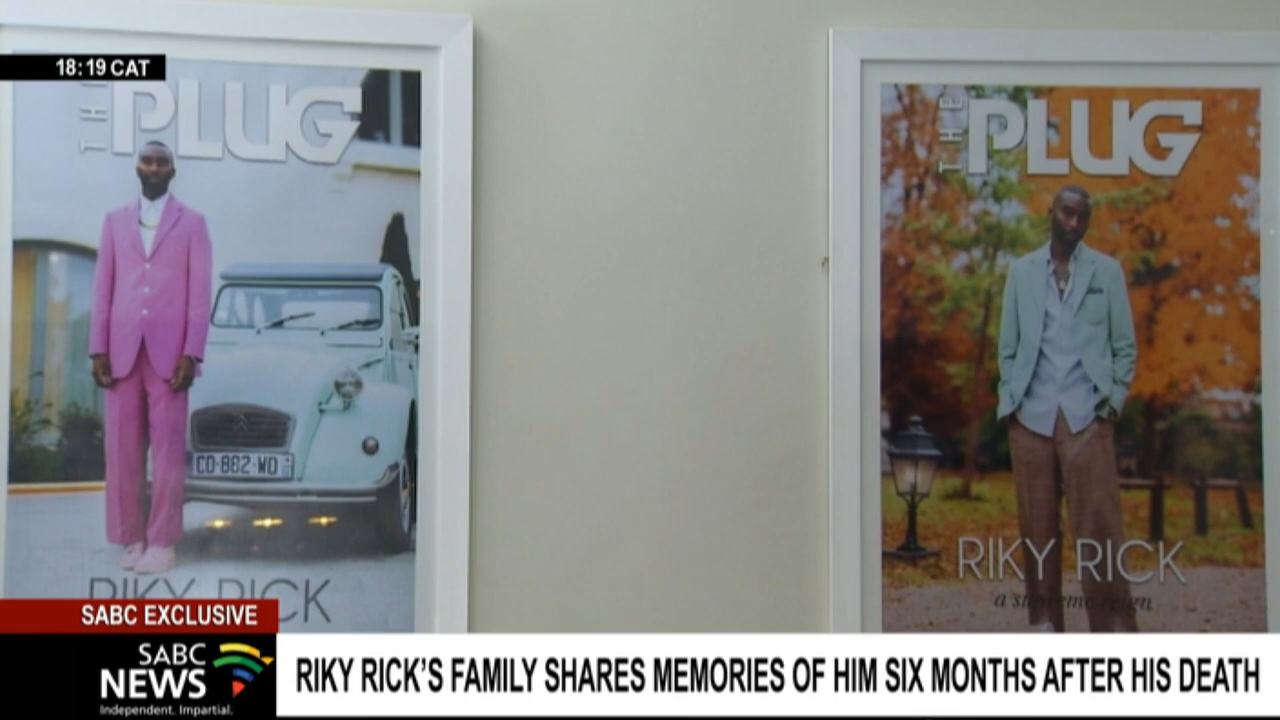 18:19 CAT
THE PLUG
CD-882-WD
RIKY RICK
THE PLUG
RIKY RICK
a supreme reign
SABC EXCLUSIVE
SABC
NEWS
Independent. Impartial.
RIKY RICK'S FAMILY SHARES MEMORIES OF HIM SIX MONTHS AFTER HIS DEATH